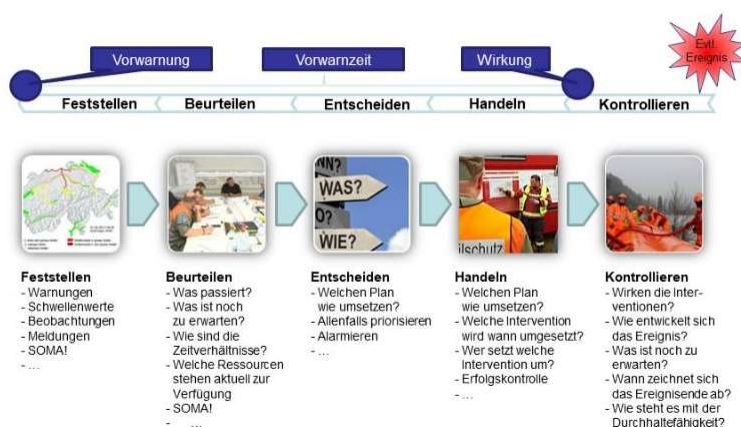 Vorwarnung
Vorwarnzeit
Wirkung
Evtl.
Ereignis
Feststellen
Beurteilen
Entscheiden
Handeln
Kontrollieren
WAS?
WIE?
ilschutz
Feststellen
- Warnungen
- Schwellenwerte
- Beobachtungen
- Meldungen
- SOMA!
- ...
Beurteilen
- Was passiert?
- Was ist noch
zu erwarten?
- Wie sind die
Zeitverhältnisse?
- Welche Ressourcen
stehen aktuell zur
Verfügung
- SOMA!
- ...
Entscheiden
- Welchen Plan
wie umsetzen?
- Allenfalls priorisieren
- Alarmieren
- ...
Handeln
- Welchen Plan
wie umsetzen?
- Welche Intervention
wird wann umgesetzt?
- Wer setzt welche
Intervention um?
- Erfolgskontrolle
- ...
Kontrollieren
- Wirken die Inter-
ventionen?
- Wie entwickelt sich
das Ereignis?
- Was ist noch zu
erwarten?
- Wann zeichnet sich
das Ereignisende ab?
- Wie steht es mit der
Durchhaltefähigkeit?